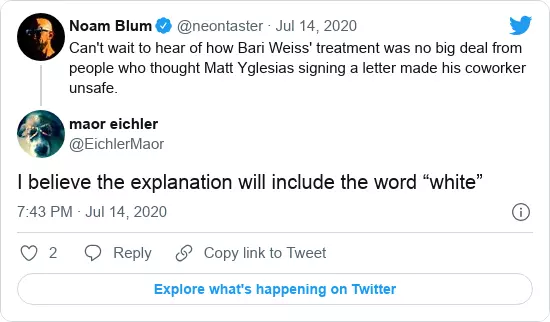 Noam Blum @neontaster · Jul 14, 2020
Can't wait to hear of how Bari Weiss' treatment was no big deal from
people who thought Matt Yglesias signing a letter made his coworker
unsafe.
maor eichler
@EichlerMaor
I believe the explanation will include the word “white”
7:43 PM · Jul 14, 2020
2 Reply Copy link to Tweet
Explore what's happening on Twitter